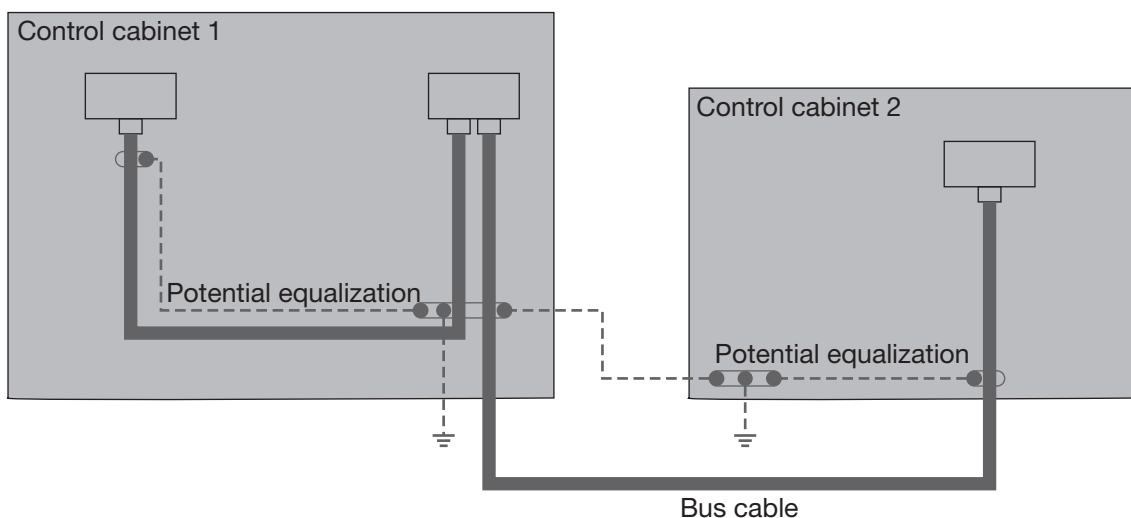 Control cabinet 1
Control cabinet 2
Potential equalization
Potential equalization
Bus cable